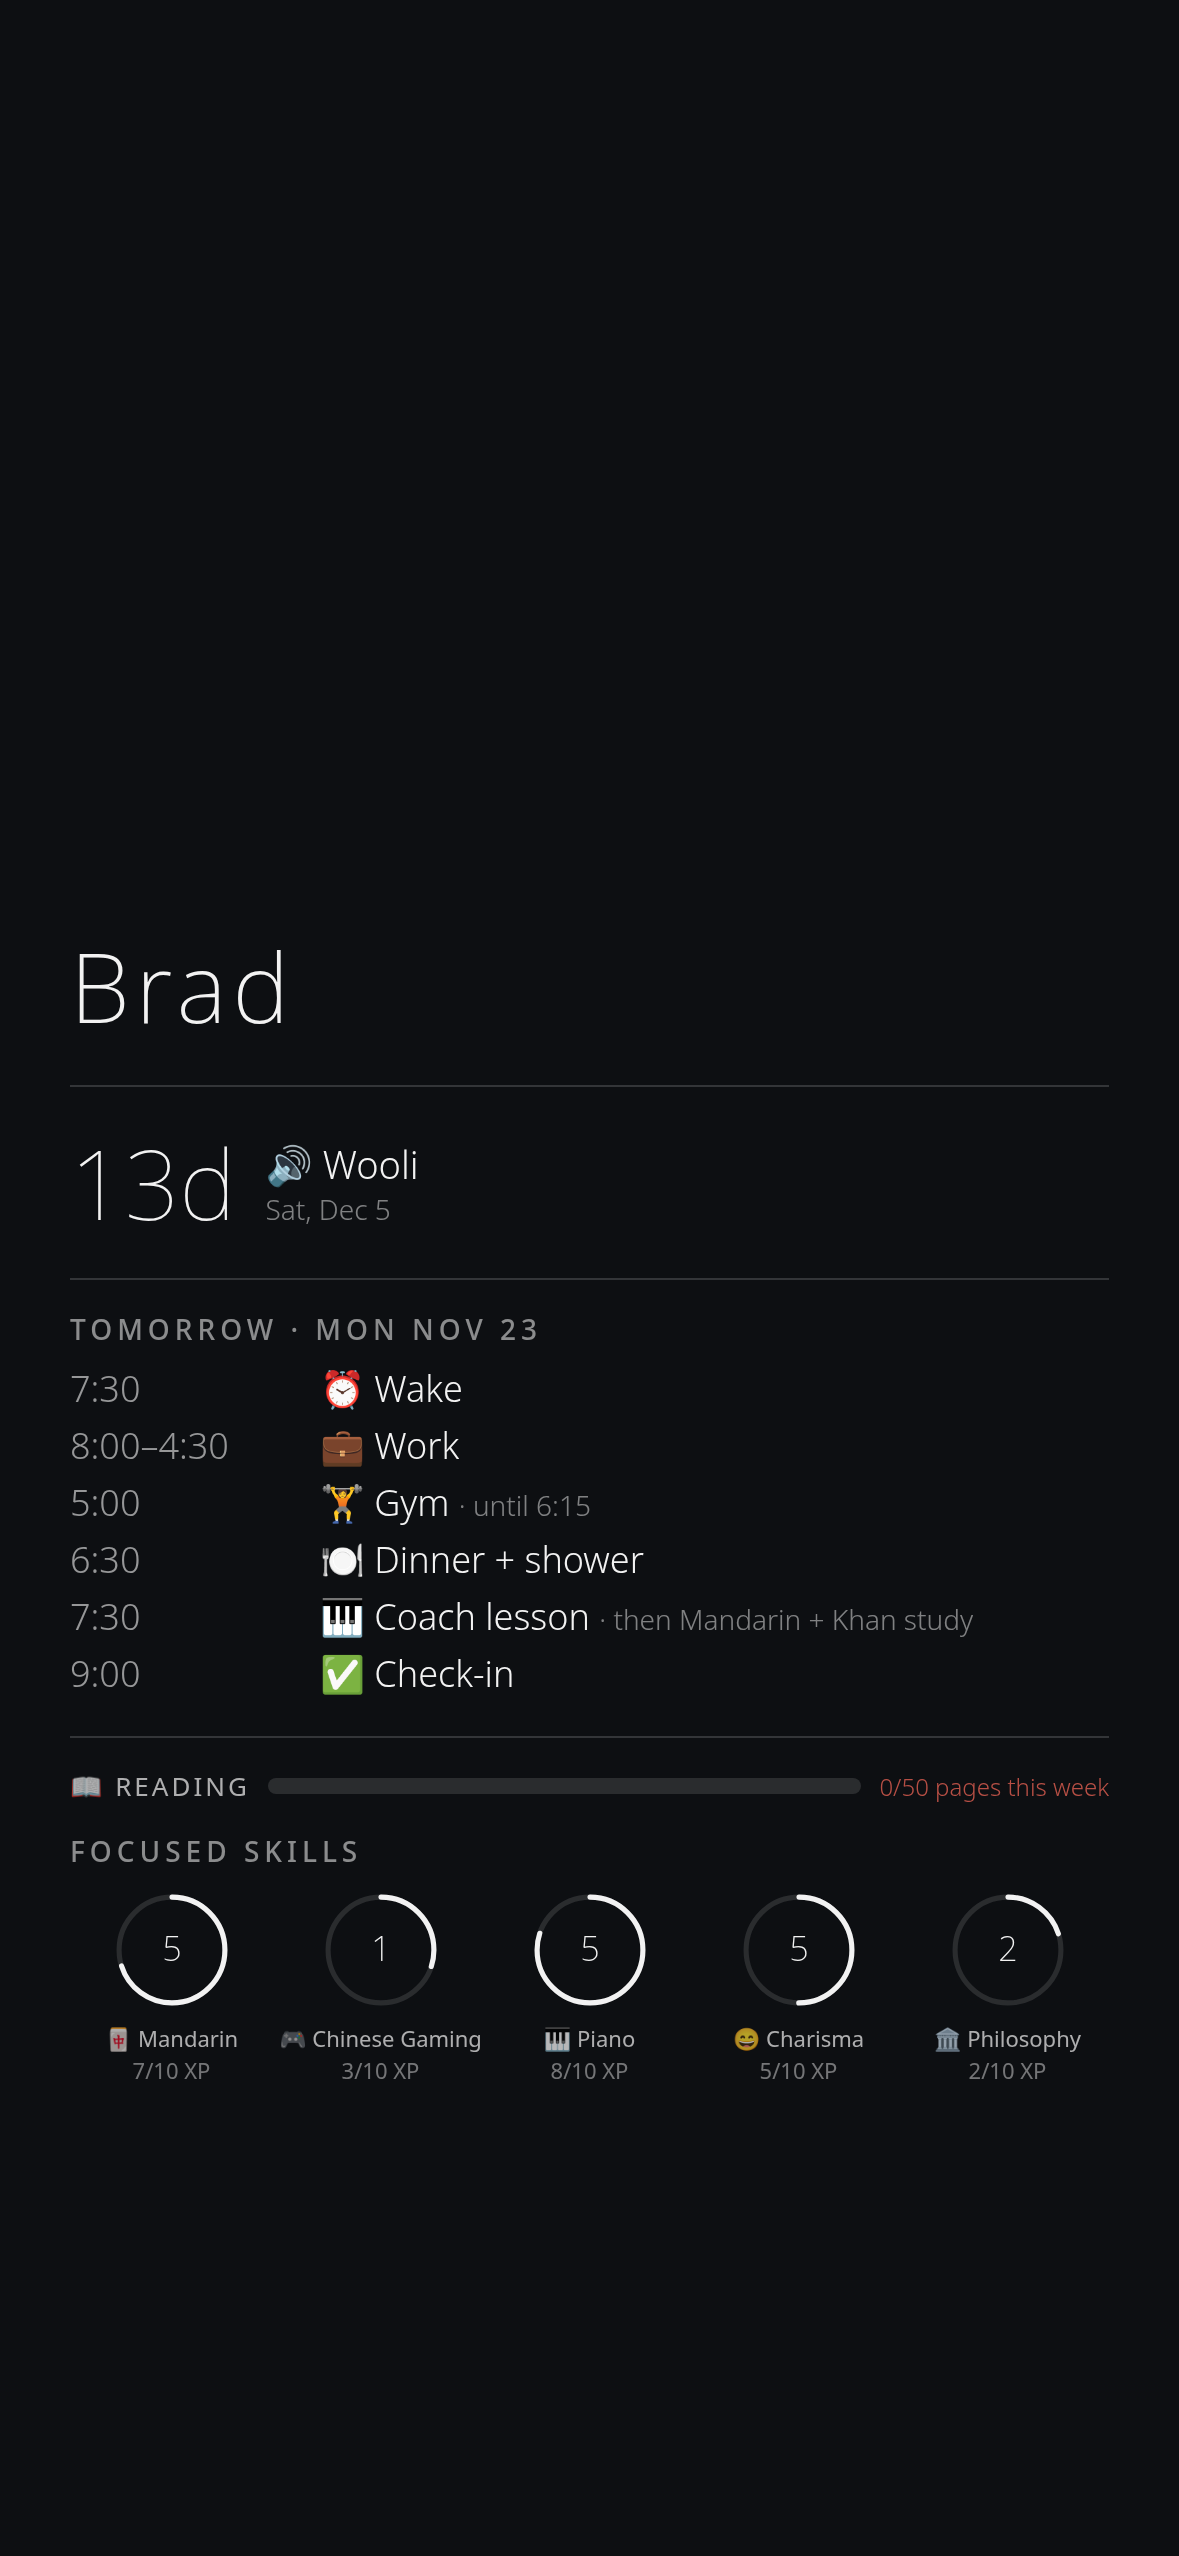 Brad
13d
🔊 Wooli
Sat, Dec 5
TOMORROW · MON NOV 23
7:30 ⏰ Wake
8:00–4:30 💼 Work
5:00 🏋️ Gym · until 6:15
6:30 🍽️ Dinner + shower
7:30 🎹 Coach lesson · then Mandarin + Khan study
9:00 ✅ Check-in
📖 READING 0/50 pages this week
FOCUSED SKILLS
5 1 5 5 2
🀄 Mandarin 🎮 Chinese Gaming 🎹 Piano 😄 Charisma 🏛️ Philosophy
7/10 XP 3/10 XP 8/10 XP 5/10 XP 2/10 XP